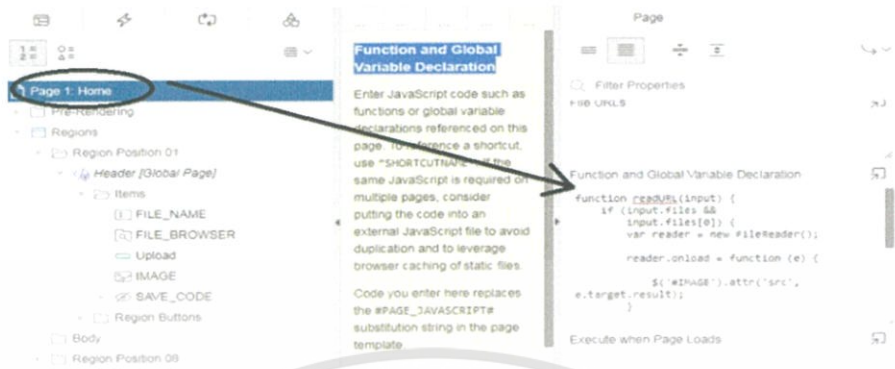 Page
Page 1: Home
Pre-Rendering
Regions
Region Position 01
Header [Global Page]
Items
FILE_NAME
FILE_BROWSER
Upload
IMAGE
SAVE_CODE
Region Buttons
Body
Region Position 08
Function and Global
Variable Declaration
Enter JavaScript code such as
functions or global variable
declarations referenced on this
page. To reference a shortcut,
use "SHORTCUTNAME". If the
same JavaScript is required on
multiple pages, consider
putting the code into an
external JavaScript file to avoid
duplication and to leverage
browser caching of static files.
Code you enter here replaces
the #PAGE_JAVASCRIPT#
substitution string in the page
template
Filter Properties
File URLs
Function and Global Variable Declaration
function readURL(input) {
if (input.files &&
input.files[0]) {
var reader = new FileReader();
reader.onload = function (e) {
$('#IMAGE').attr('src',
e.target.result);
}
Execute when Page Loads